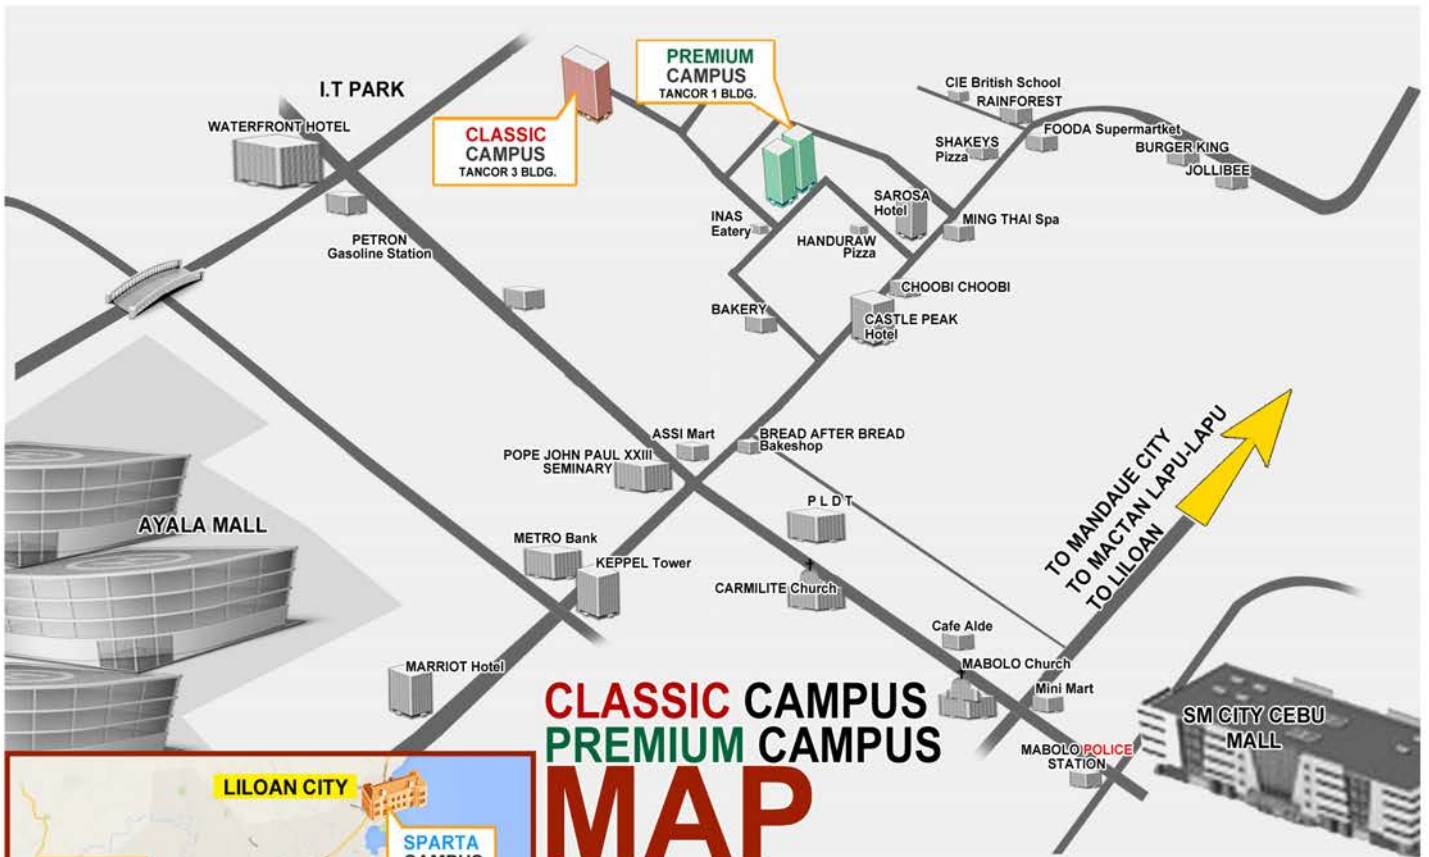 I.T PARK
WATERFRONT HOTEL
PETRON
Gasoline Station
CLASSIC
CAMPUS
TANCOR 3 BLDG.
PREMIUM
CAMPUS
TANCOR 1 BLDG.
CIE British School
RAINFOREST
FOODA Supermartket
SHAKEYS
Pizza
BURGER KING
JOLLIBEE
SAROSA
Hotel
MING THAI Spa
INAS
Eatery
HANDURAW
Pizza
CHOOBI CHOOBI
BAKERY
CASTLE PEAK
Hotel
ASSI Mart
BREAD AFTER BREAD
Bakeshop
POPE JOHN PAUL XXIII
SEMINARY
P L D T
AYALA MALL
METRO Bank
KEPPEL Tower
CARMILITE Church
TO MANDAUE CITY
TO MACTAN LAPU-LAPU
TO LILOAN
Cafe Alde
MABOLO Church
Mini Mart
MARRIOT Hotel
SM CITY CEBU
MALL
MABOLO POLICE
STATION
CLASSIC CAMPUS
PREMIUM CAMPUS
MAP
LILOAN CITY
SPARTA
CAMPUS